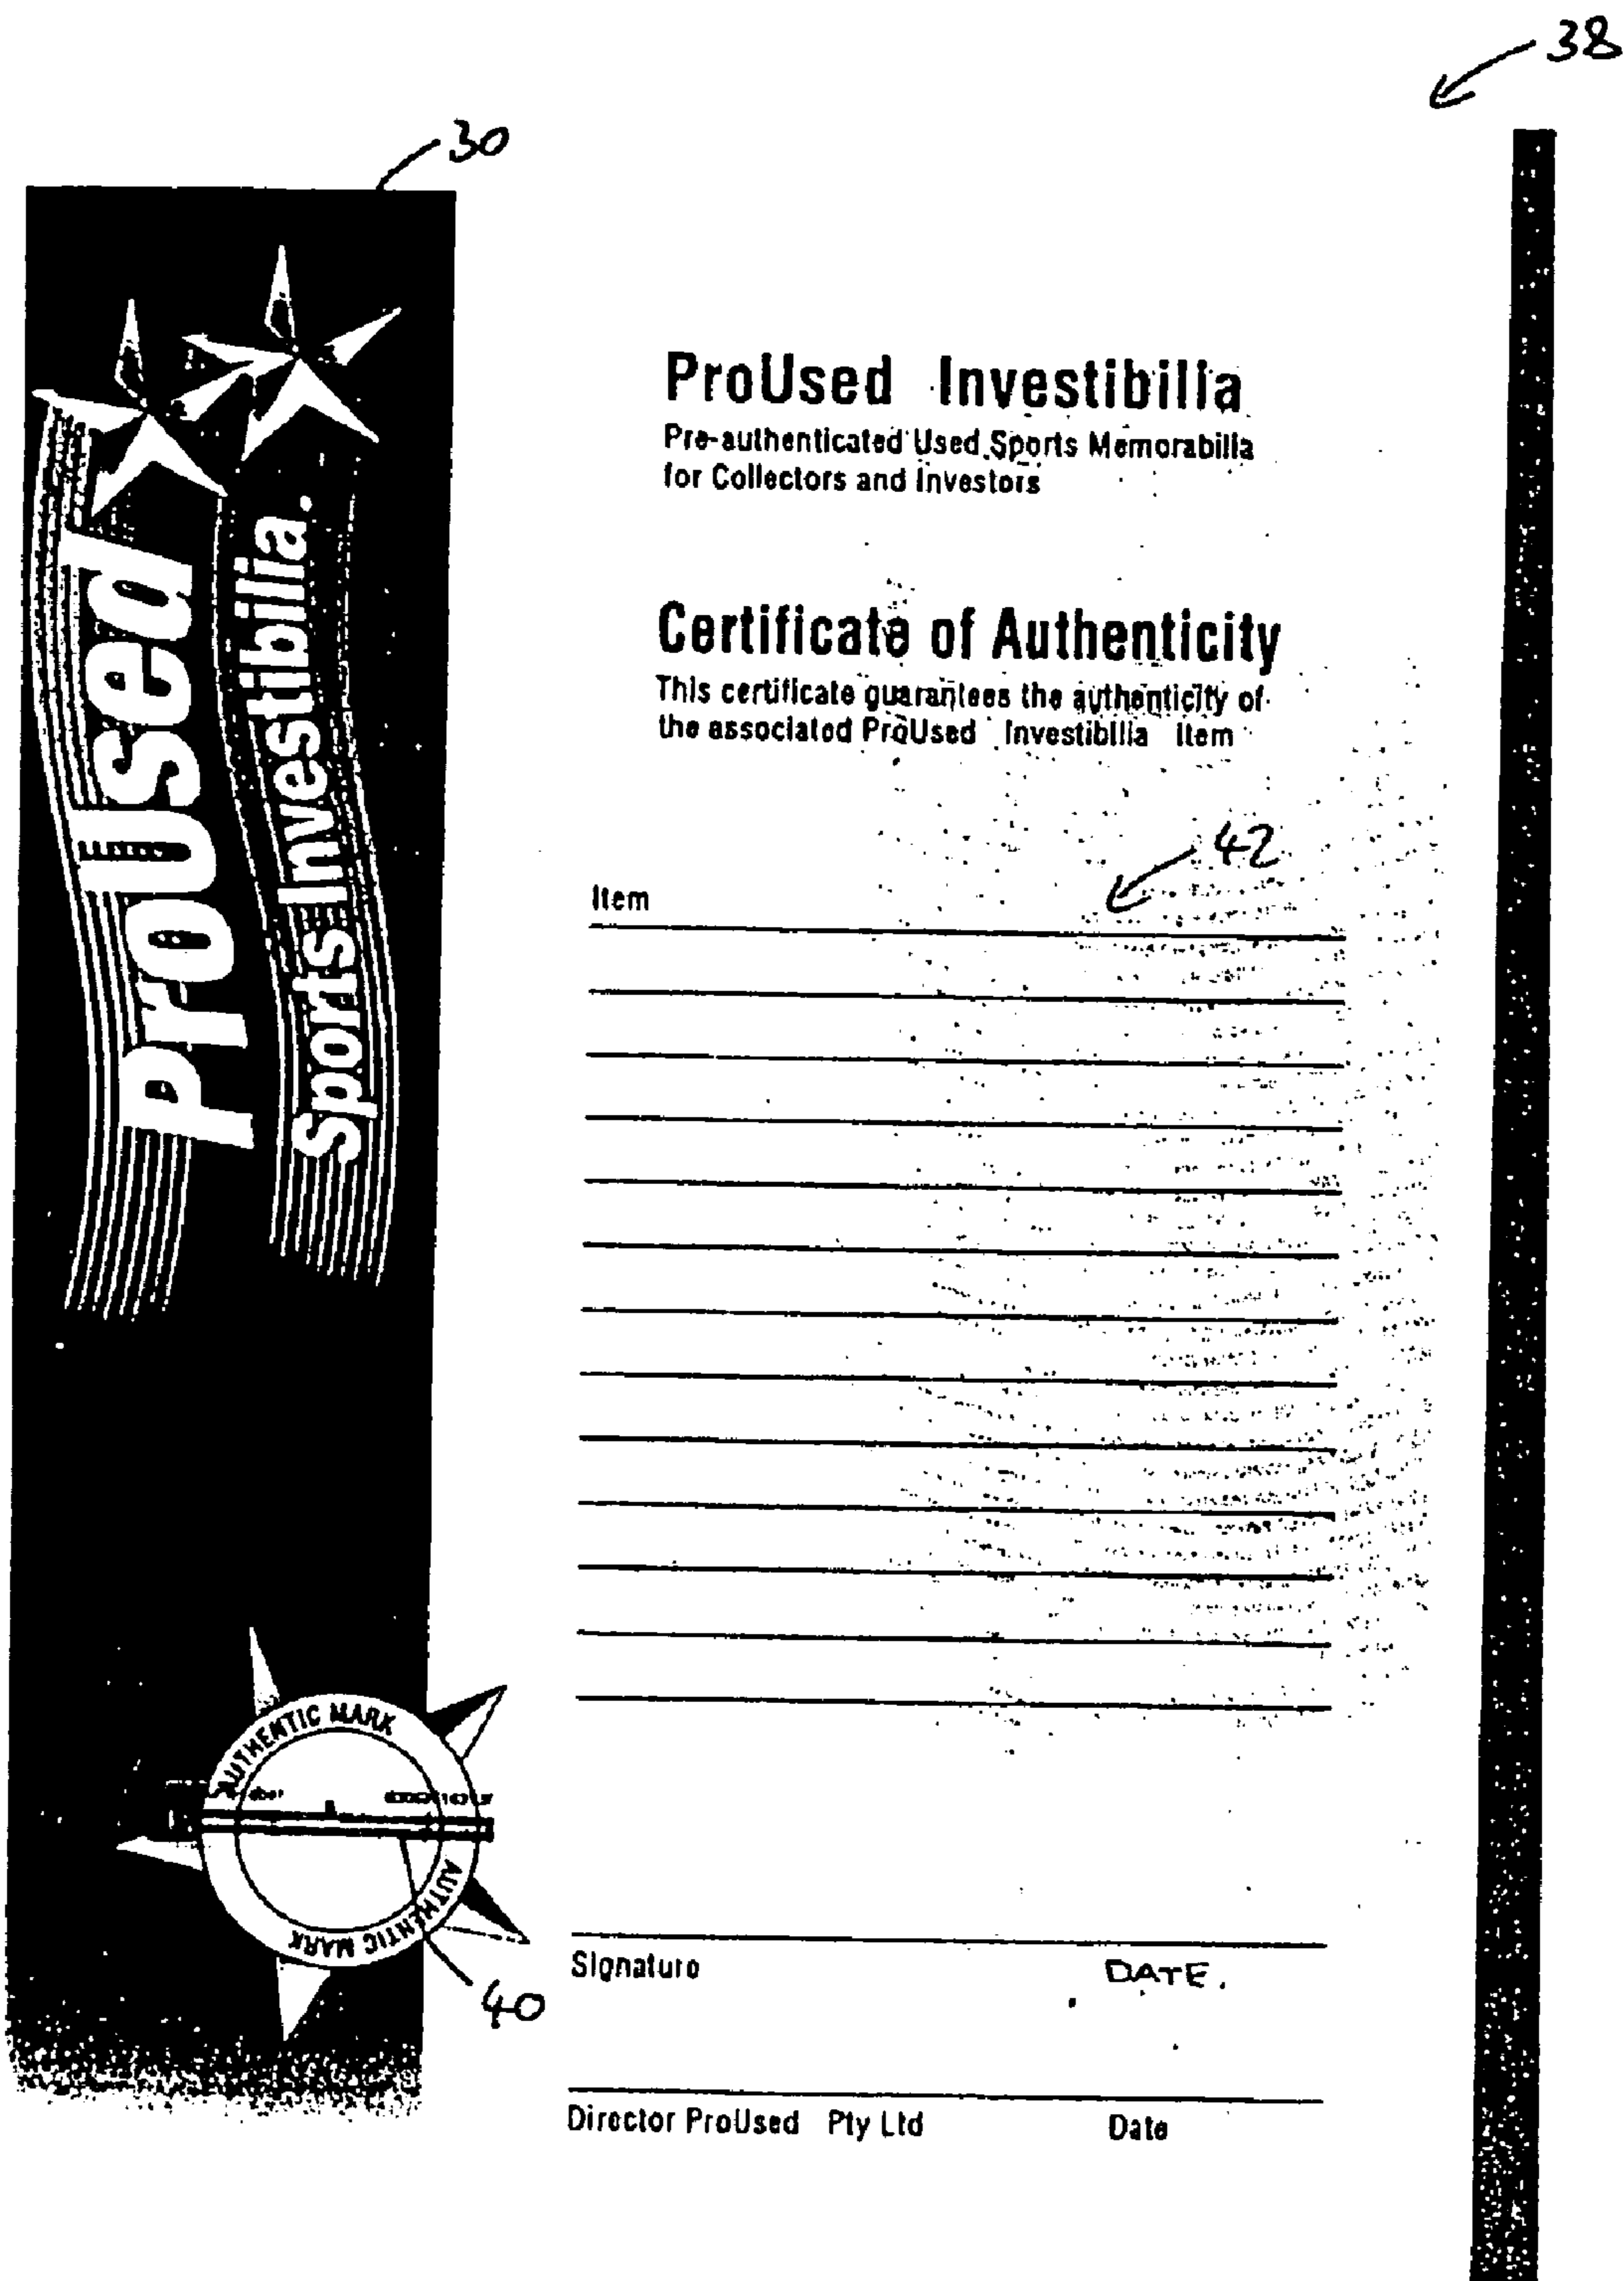 38
30
ProUsed
Sports Investibilia.
ProUsed Investibilia
Pre-authenticated Used Sports Memorabilia
for Collectors and Investors
Certificate of Authenticity
This certificate guarantees the authenticity of
the associated ProUsed Investibilia Item
42
Item
AUTHENTIC MARK
AUTHENTIC MARK
40
Signature DATE.
Director ProUsed Pty Ltd Date